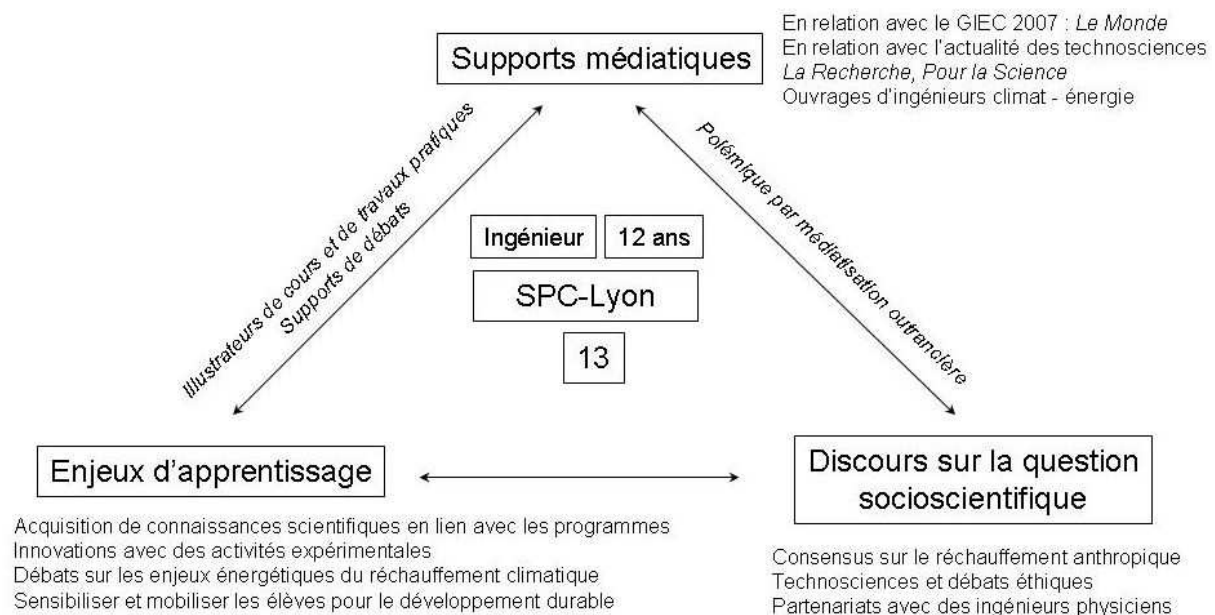 En relation avec le GIEC 2007 : Le Monde
En relation avec l'actualité des technosciences
La Recherche, Pour la Science
Ouvrages d'ingénieurs climat - énergie
Supports médiatiques
Illustrateurs de cours et de travaux pratiques
Supports de débats
Polémique par médiatisation outrancière
Ingénieur
12 ans
SPC-Lyon
13
Enjeux d'apprentissage
Acquisition de connaissances scientifiques en lien avec les programmes
Innovations avec des activités expérimentales
Débats sur les enjeux énergétiques du réchauffement climatique
Sensibiliser et mobiliser les élèves pour le développement durable
Discours sur la question
socioscientifique
Consensus sur le réchauffement anthropique
Technosciences et débats éthiques
Partenariats avec des ingénieurs physiciens